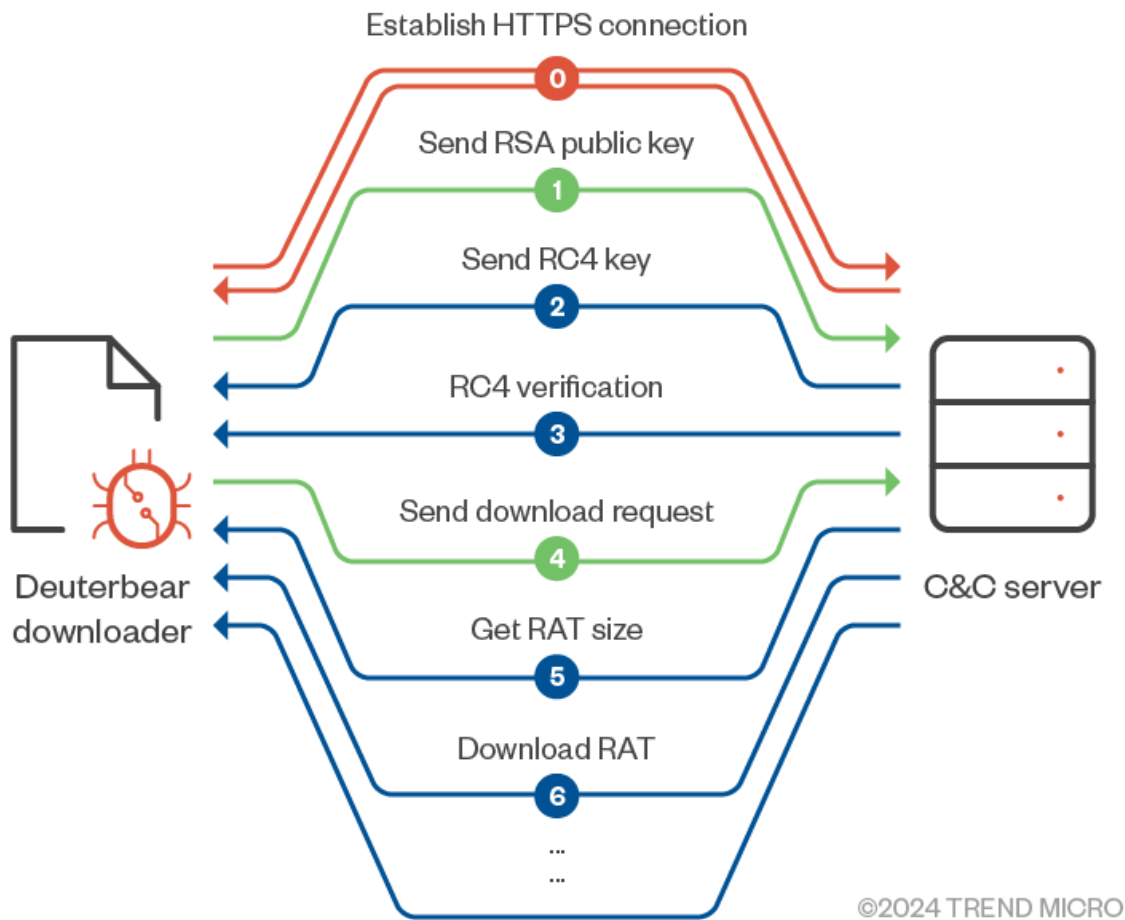 Establish HTTPS connection
0
Send RSA public key
1
Send RC4 key
2
RC4 verification
3
Send download request
4
Deuterbear
downloader
C&C server
Get RAT size
5
Download RAT
6
...
...
©2024 TREND MICRO